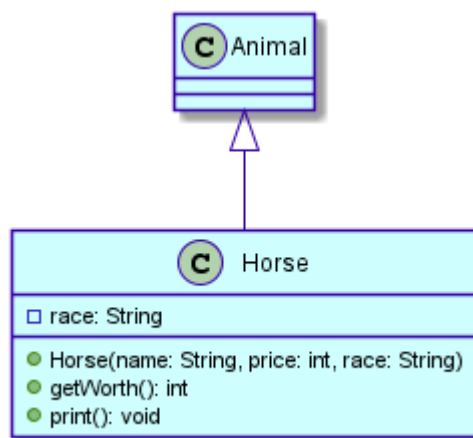 C Animal
C Horse
race: String
Horse(name: String, price: int, race: String)
getWorth(): int
print(): void